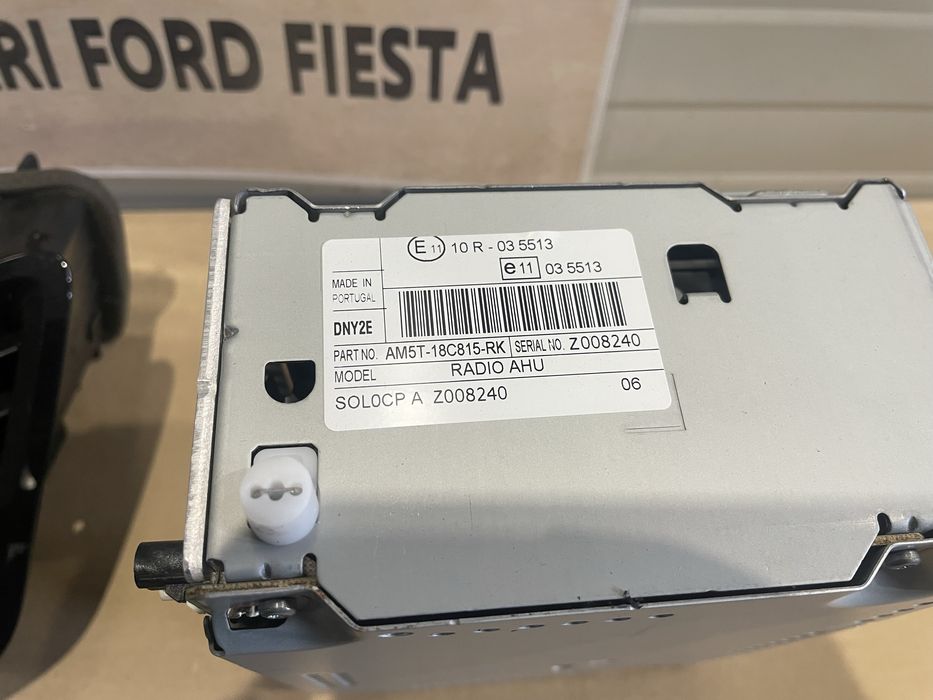 RI FORD FIESTA
E 11 10 R - 03 5513
e 11 03 5513
MADE IN
PORTUGAL
DNY2E
PART NO. AM5T-18C815-RK SERIAL NO. Z008240
MODEL RADIO AHU
SOL0CP A Z008240 06